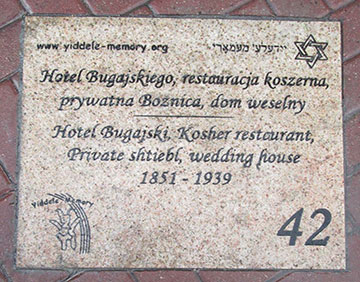 www.yiddele-memory.org
יידעלע׳ מעמארי
Hotel Bugajskiego, restauracja koszerna,
prywatna Boznica, dom weselny
Hotel Bugajski, Kosher restaurant,
Private shtiebl, wedding house
1851 - 1939
Yiddele-Memory
42